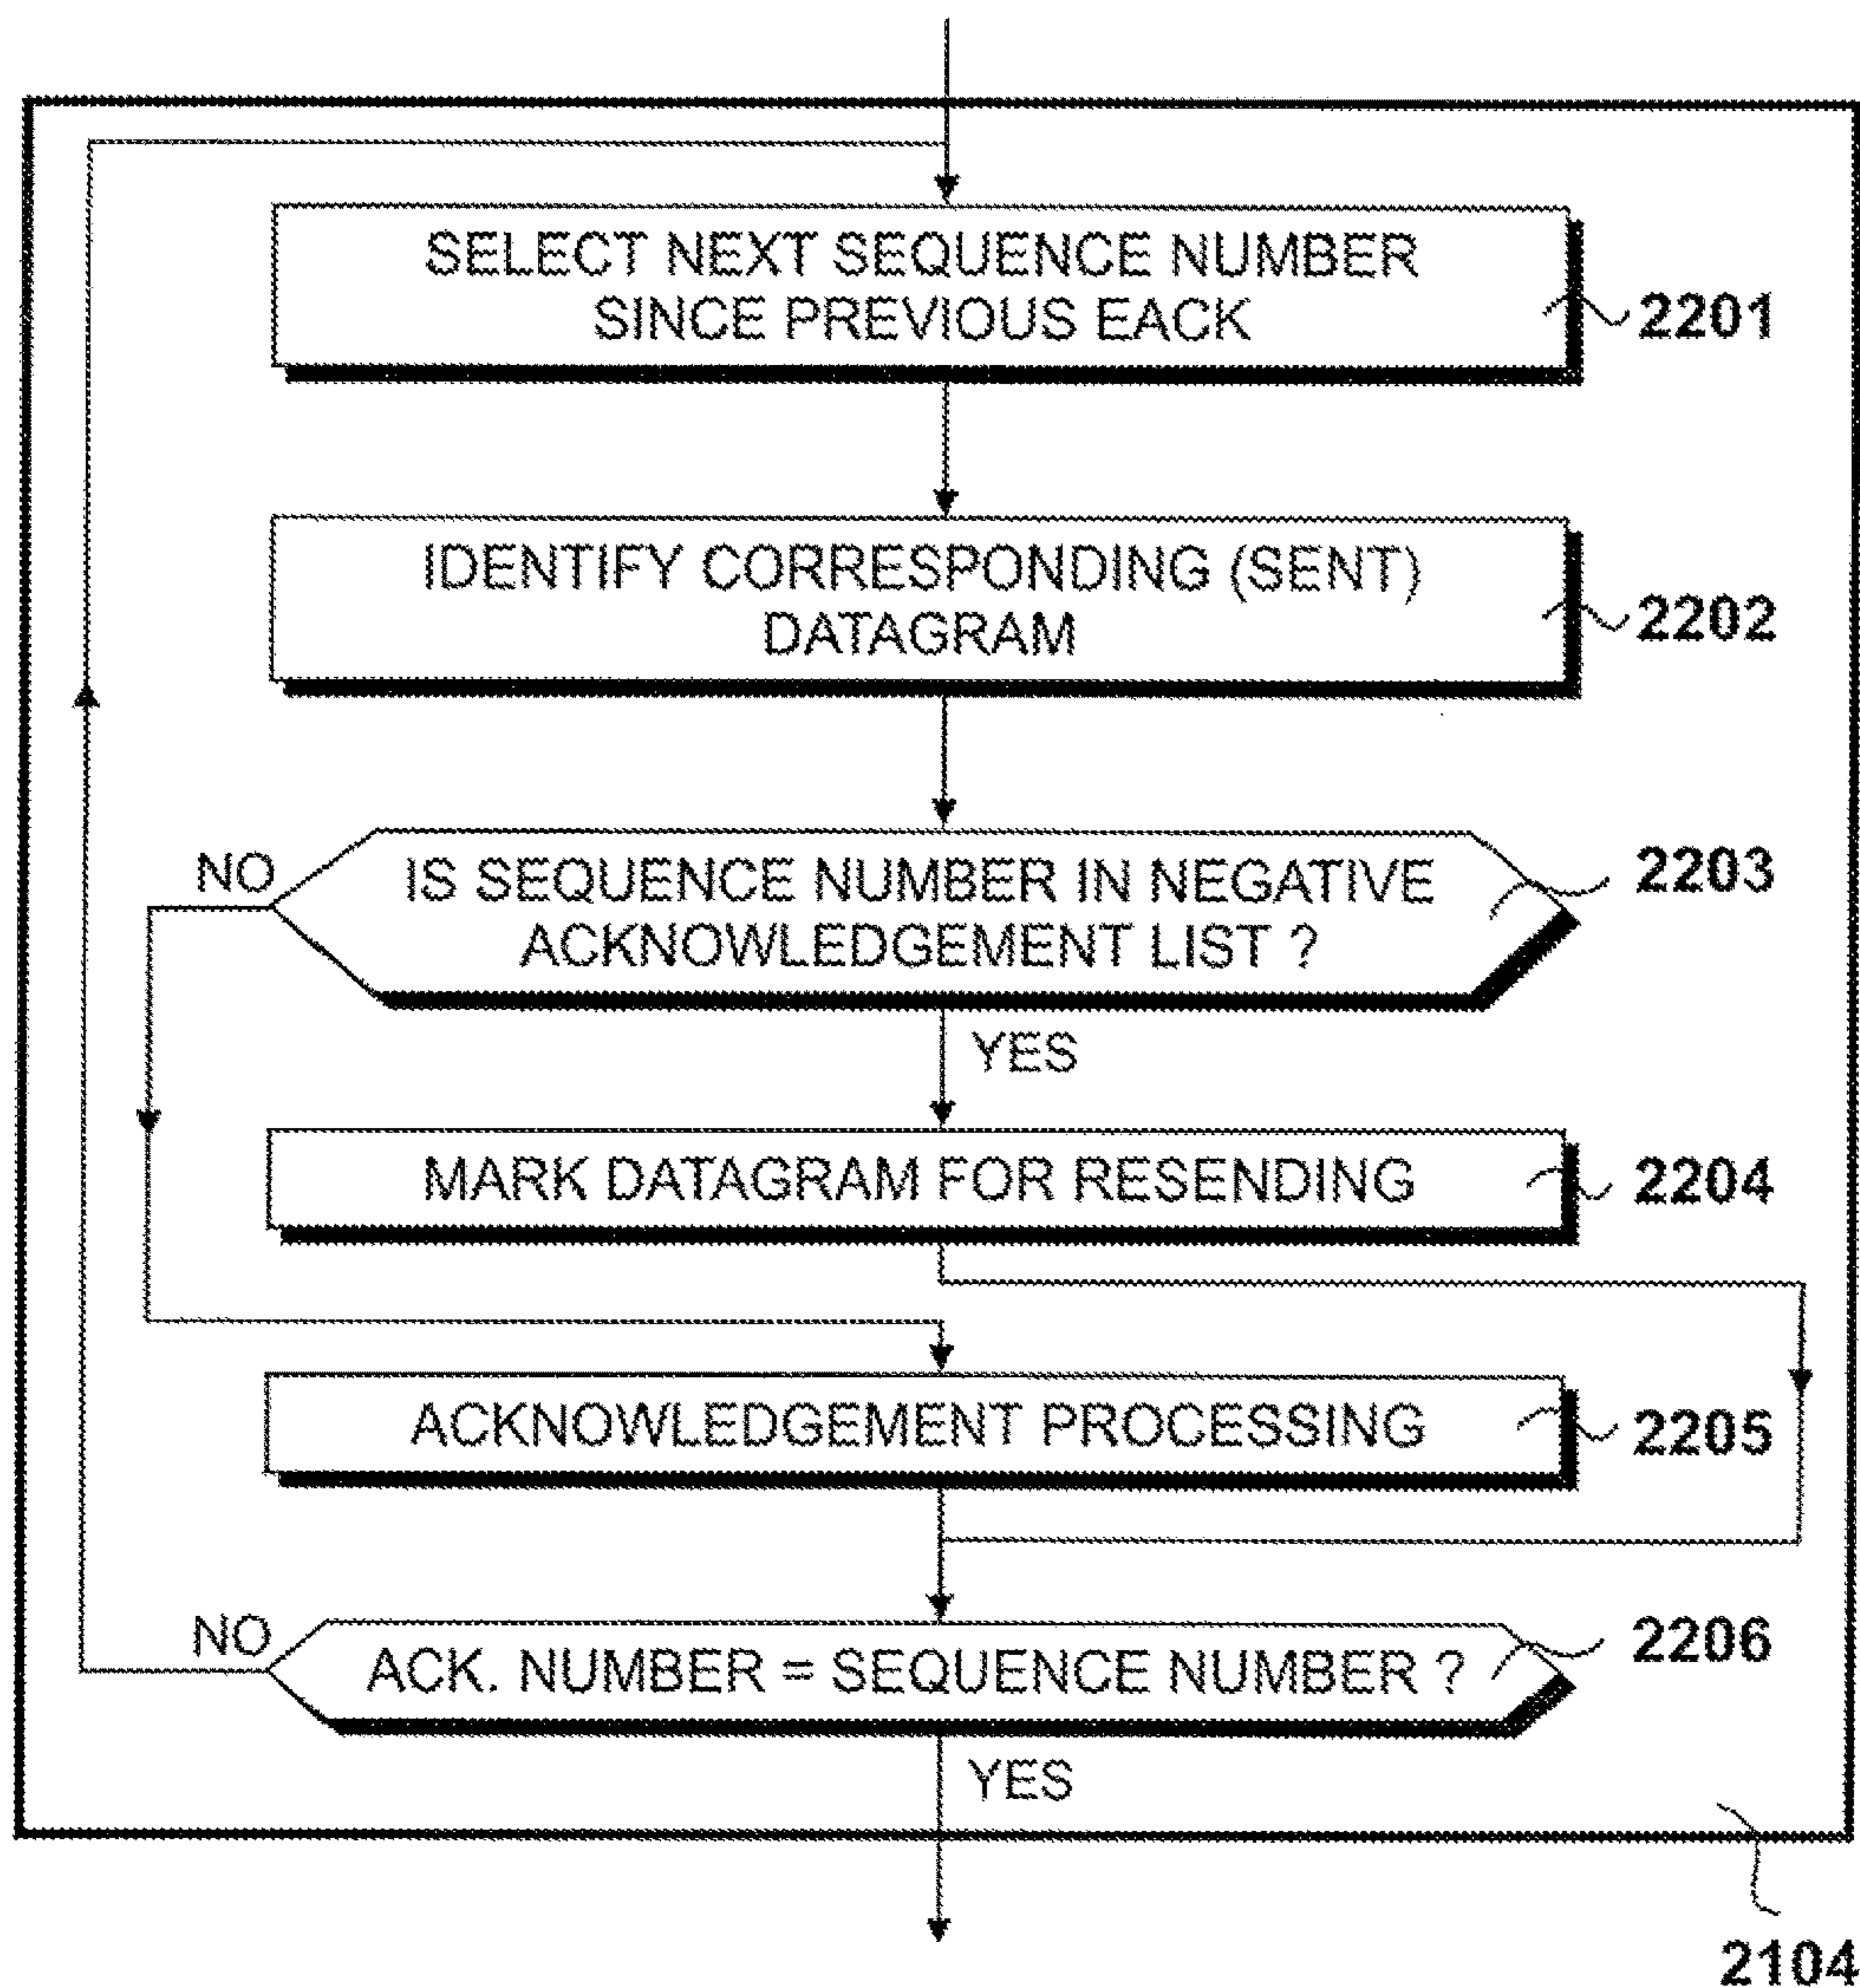 SELECT NEXT SEQUENCE NUMBER
SINCE PREVIOUS EACK
2201
IDENTIFY CORRESPONDING (SENT)
DATAGRAM
2202
NO
IS SEQUENCE NUMBER IN NEGATIVE
ACKNOWLEDGEMENT LIST ?
2203
YES
MARK DATAGRAM FOR RESENDING
2204
ACKNOWLEDGEMENT PROCESSING
2205
NO
ACK. NUMBER = SEQUENCE NUMBER ?
2206
YES
2104